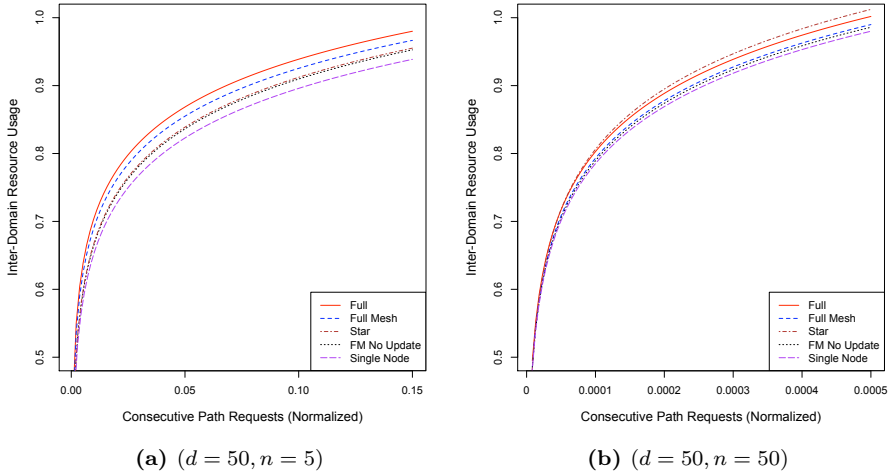 Inter-Domain Resource Usage
1.0
0.9
0.8
0.7
0.6
0.5
0.00
0.05
0.10
0.15
Consecutive Path Requests (Normalized)
Full
Full Mesh
Star
FM No Update
Single Node
(a) (d = 50, n = 5)
Inter-Domain Resource Usage
1.0
0.9
0.8
0.7
0.6
0.5
0
0.0001
0.0002
0.0003
0.0004
0.0005
Consecutive Path Requests (Normalized)
Full
Full Mesh
Star
FM No Update
Single Node
(b) (d = 50, n = 50)